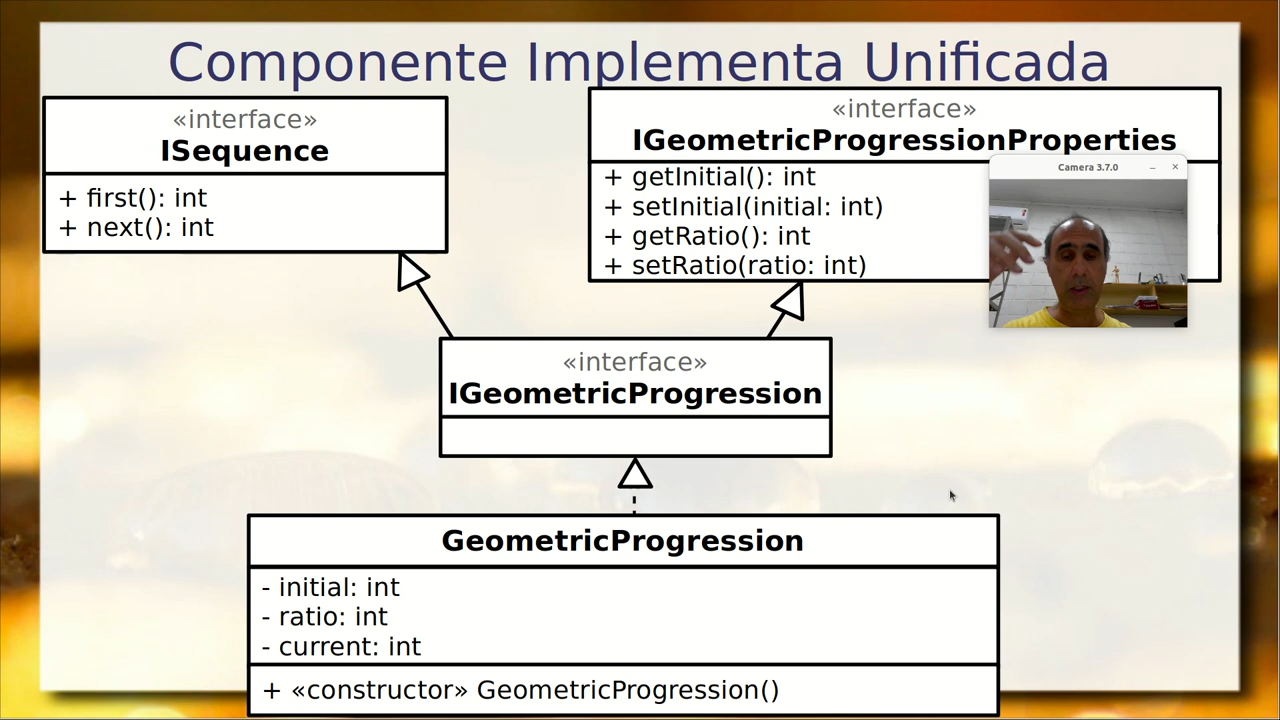 Componente Implementa Unificada
«interface»
ISequence
+ first(): int
+ next(): int
«interface»
IGeometricProgressionProperties
+ getInitial(): int
+ setInitial(initial: int)
+ getRatio(): int
+ setRatio(ratio: int)
Camera 3.7.0
«interface»
IGeometricProgression
GeometricProgression
- initial: int
- ratio: int
- current: int
+ «constructor» GeometricProgression()